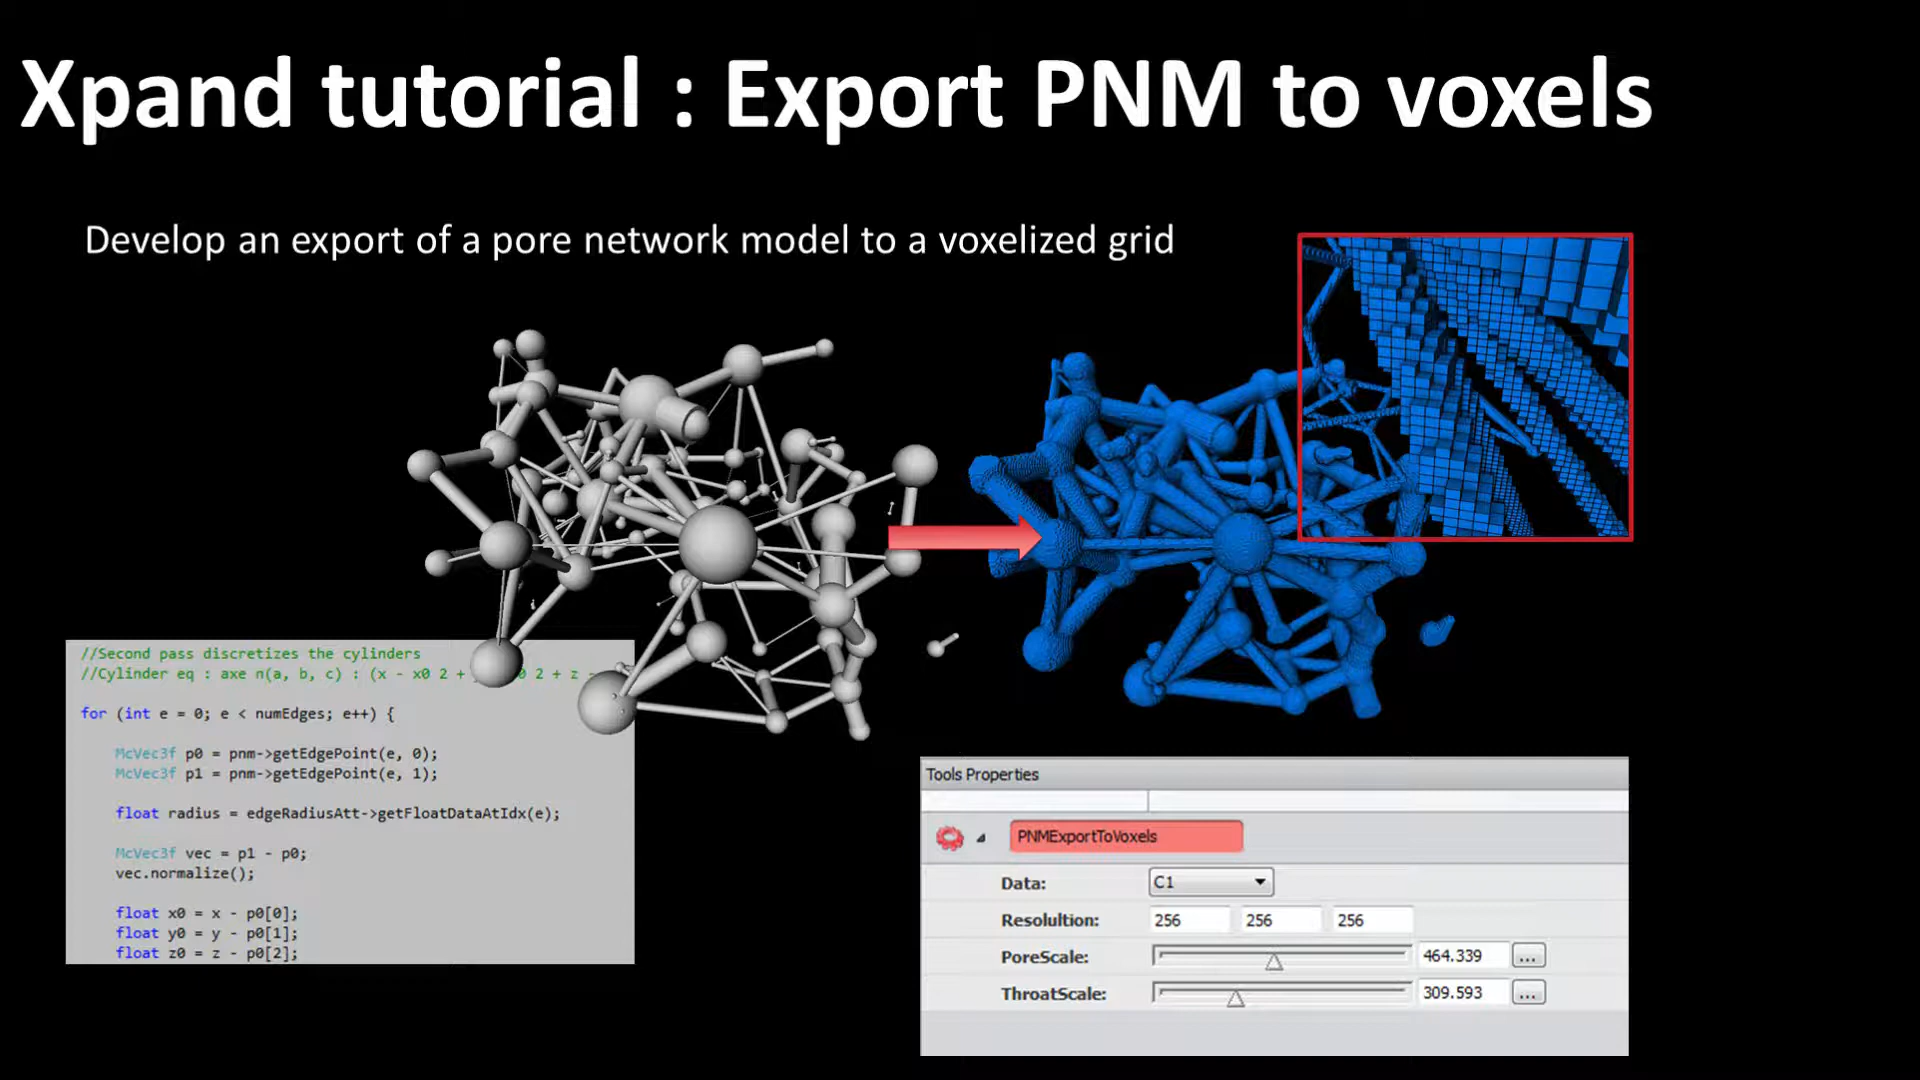 Xpand tutorial : Export PNM to voxels
Develop an export of a pore network model to a voxelized grid
//Second pass discretizes the cylinders
//Cylinder eq : axe n(a, b, c) : (x - x0 2 + 0 2 + z -
for (int e = 0; e < numEdges; e++) {
McVec3f p0 = pnm->getEdgePoint(e, 0);
McVec3f p1 = pnm->getEdgePoint(e, 1);
float radius = edgeRadiusAtt->getFloatDataAtIdx(e);
McVec3f vec = p1 - p0;
vec.normalize();
float x0 = x - p0[0];
float y0 = y - p0[1];
float z0 = z - p0[2];
Tools Properties
PNMExportToVoxels
Data: C1
Resolultion: 256 256 256
PoreScale: 464.339 ...
ThroatScale: 309.593 ...